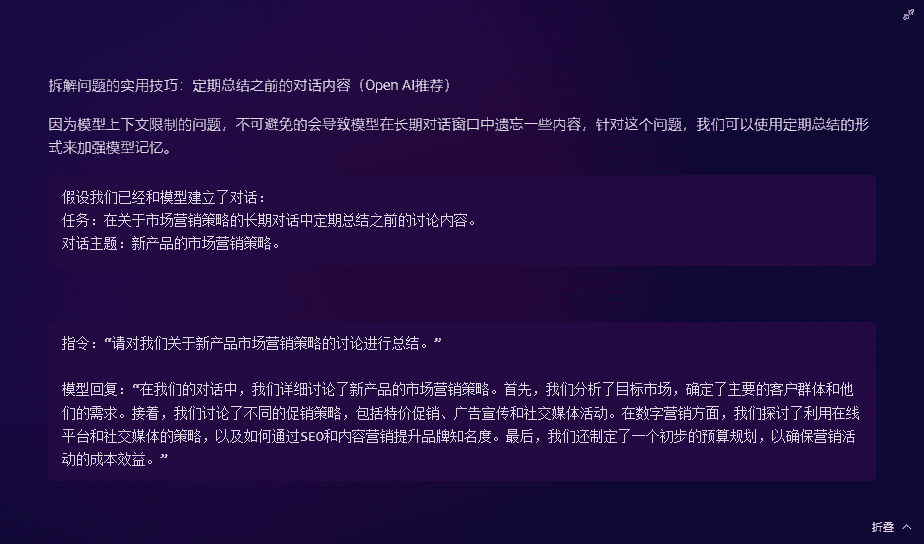 拆解问题的实用技巧：定期总结之前的对话内容（Open AI推荐）
因为模型上下文限制的问题，不可避免的会导致模型在长期对话窗口中遗忘一些内容，针对这个问题，我们可以使用定期总结的形
式来加强模型记忆。
假设我们已经和模型建立了对话：
任务：在关于市场营销策略的长期对话中定期总结之前的讨论内容。
对话主题：新产品的市场营销策略。
指令：“请对我们关于新产品市场营销策略的讨论进行总结。”
模型回复：“在我们的对话中，我们详细讨论了新产品的市场营销策略。首先，我们分析了目标市场，确定了主要的客户群体和他
们的需求。接着，我们讨论了不同的促销策略，包括特价促销、广告宣传和社交媒体活动。在数字营销方面，我们探讨了利用在线
平台和社交媒体的策略，以及如何通过SEO和内容营销提升品牌知名度。最后，我们还制定了一个初步的预算规划，以确保营销活
动的成本效益。”
折叠